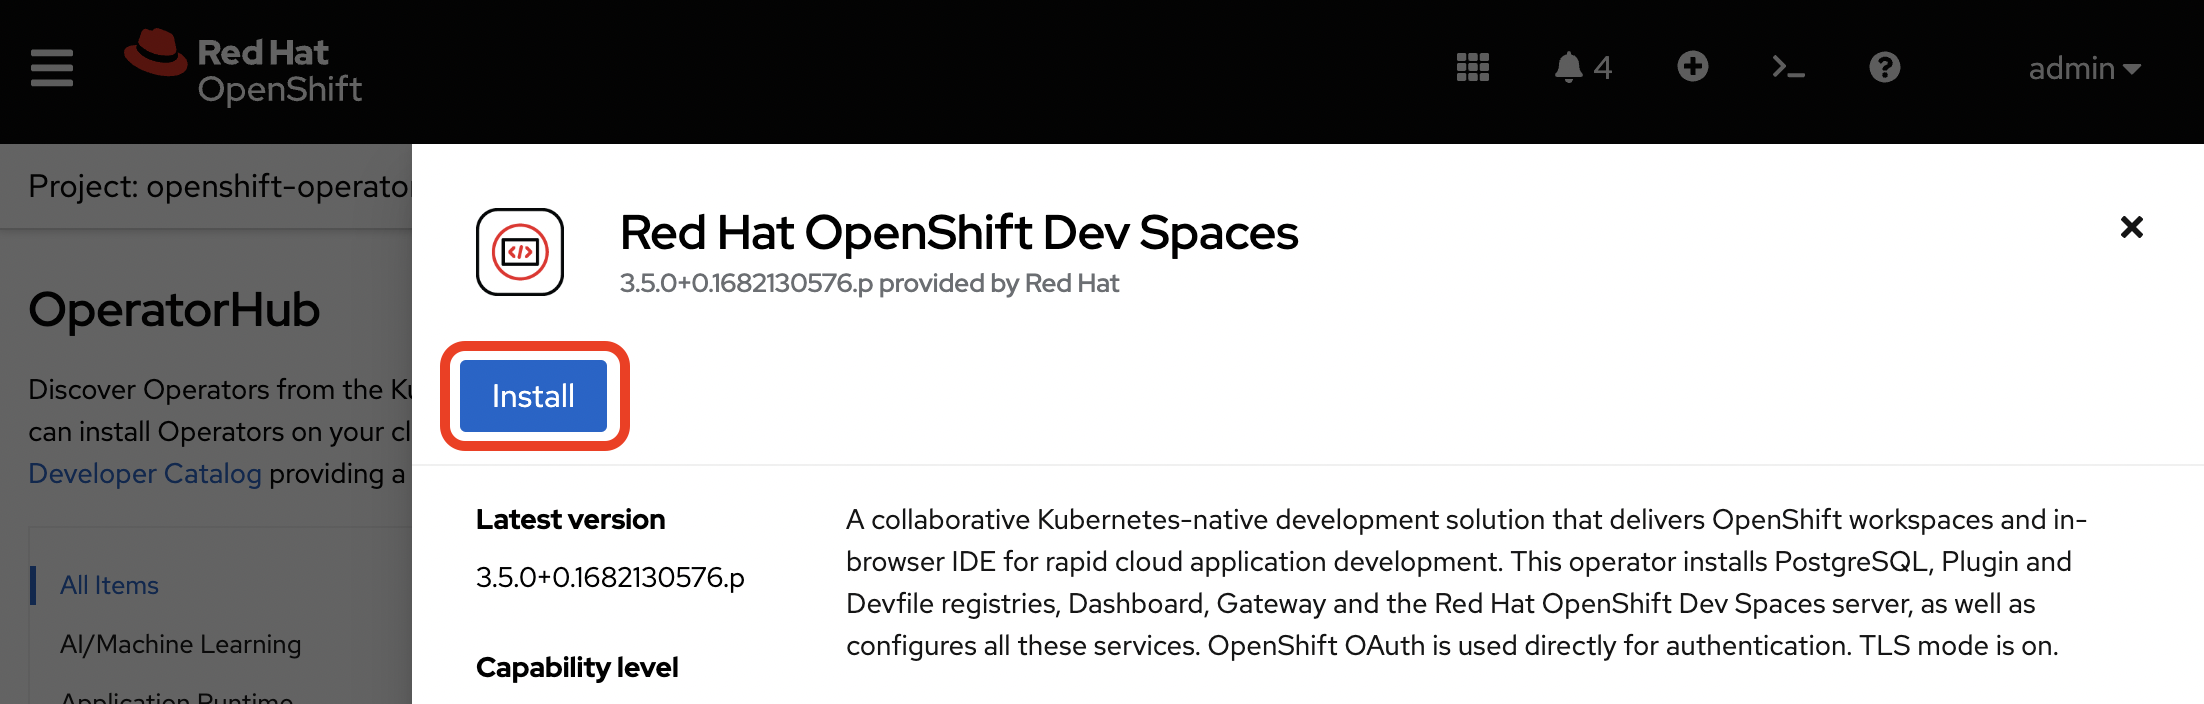 Red Hat
OpenShift
4
admin
Project: openshift-operator
Red Hat OpenShift Dev Spaces
3.5.0+0.1682130576.p provided by Red Hat
OperatorHub
Install
Discover Operators from the
can install Operators on your
Developer Catalog providing a
Latest version
3.5.0+0.1682130576.p
Capability level
A collaborative Kubernetes-native development solution that delivers OpenShift workspaces and in-
browser IDE for rapid cloud application development. This operator installs PostgreSQL, Plugin and
Devfile registries, Dashboard, Gateway and the Red Hat OpenShift Dev Spaces server, as well as
configures all these services. OpenShift OAuth is used directly for authentication. TLS mode is on.
All Items
AI/Machine Learning
Application Runtime